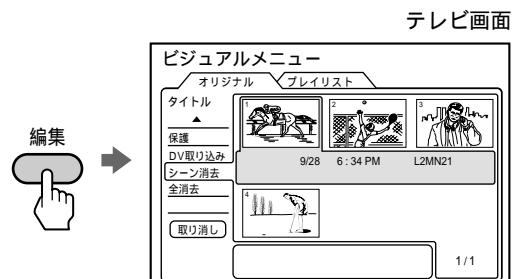 テレビ画面
編集
ビジュアルメニュー
オリジナル プレイリスト
タイトル
保護
DV取り込み
シーン消去
全消去
取り消し
1 2 3
9/28 6 : 34 PM L2MN21
4
1/1